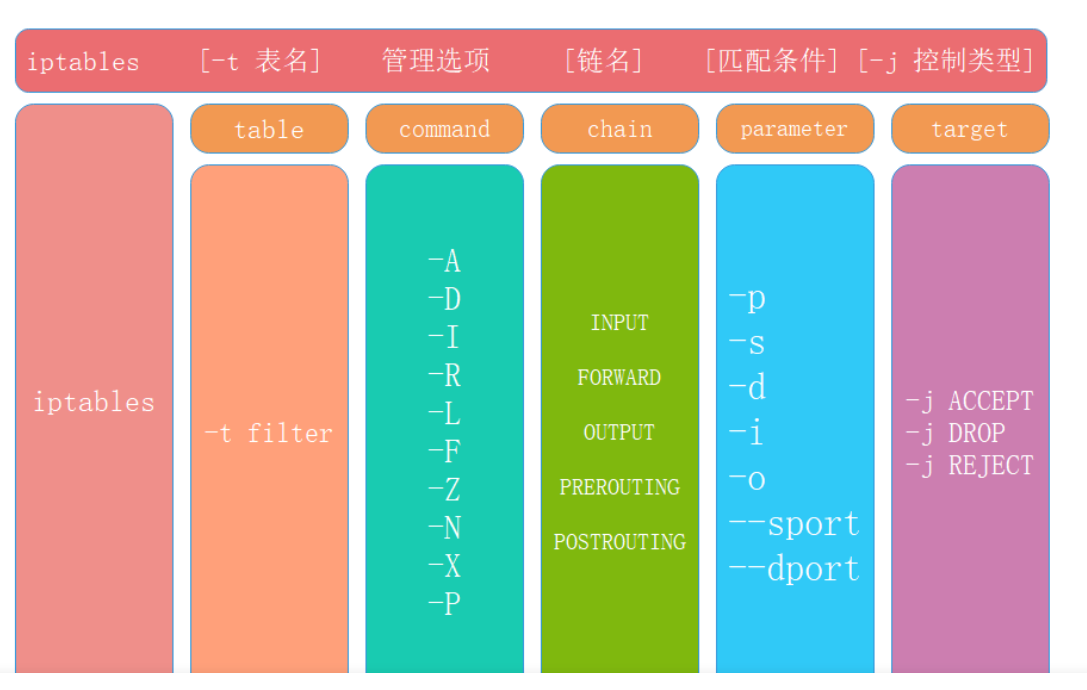 iptables [-t 表名] 管理选项 [链名] [匹配条件] [-j 控制类型]
table command chain parameter target
iptables
-t filter
-A
-D
-I
-R
-L
-F
-Z
-N
-X
-P
INPUT
FORWARD
OUTPUT
PREROUTING
POSTROUTING
-p
-s
-d
-i
-o
--sport
--dport
-j ACCEPT
-j DROP
-j REJECT